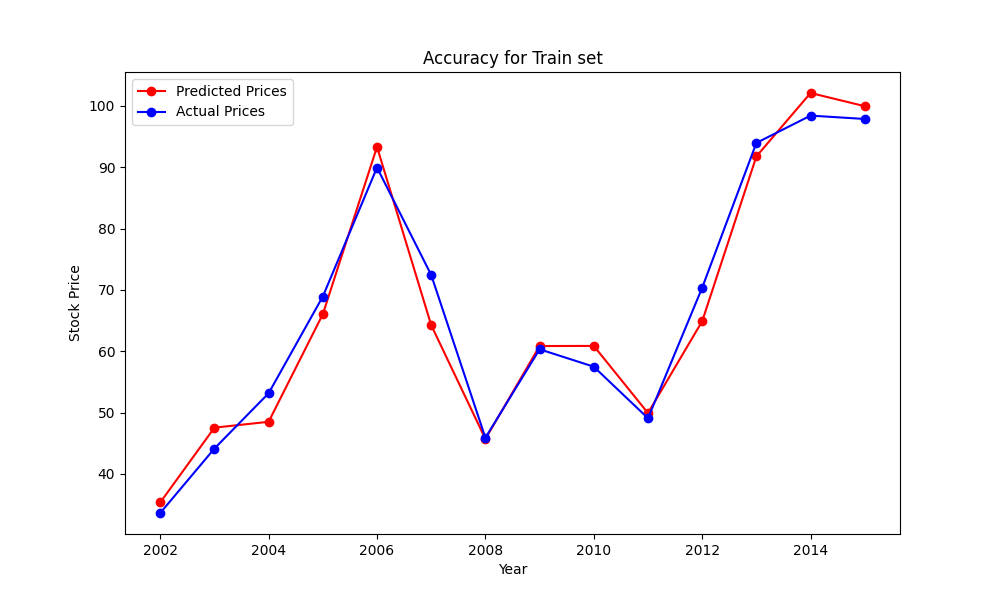 Accuracy for Train set
Predicted Prices
Actual Prices
100
90
80
70
60
50
40
Stock Price
2002 2004 2006 2008 2010 2012 2014
Year